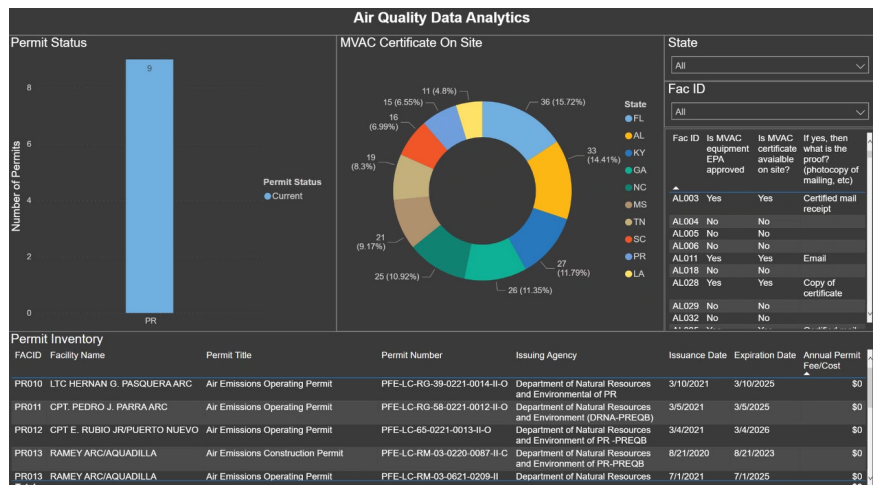 Air Quality Data Analytics
Permit Status
8
6
4
2
0
Number of Permits
9
PR
Permit Status
Current
MVAC Certificate On Site
36 (15.72%)
33
(14.41%)
27
(11.79%)
26 (11.35%)
25 (10.92%)
21
(9.17%)
19
(8.3%)
16
(6.99%)
15 (6.55%)
11 (4.8%)
State
FL
AL
KY
GA
NC
MS
TN
SC
PR
LA
State
All
Fac ID
All
Fac ID Is MVAC Is MVAC If yes, then
equipment certificate what is the
EPA avaialble proof?
approved on site? (photocopy of
mailing, etc)
AL003 Yes Yes Certified mail
receipt
AL004 No No
AL005 No No
AL006 No No
AL011 Yes Yes Email
AL018 No No
AL028 Yes Yes Copy of
certificate
AL029 No No
AL032 No No
Permit Inventory
FACID Facility Name Permit Title Permit Number Issuing Agency Issuance Date Expiration Date Annual Permit
Fee/Cost
PR010 LTC HERNAN G. PASQUERA ARC Air Emissions Operating Permit PFE-LC-RG-39-0221-0014-II-O Department of Natural Resources 3/10/2021 3/10/2025 $0
and Environmental of PR
PR011 CPT. PEDRO J. PARRA ARC Air Emissions Operating Permit PFE-LC-RG-58-0221-0012-II-O Department of Natural Resources 3/5/2021 3/5/2025 $0
and Environment (DRNA-PREQB)
PR012 CPT E. RUBIO JR/PUERTO NUEVO Air Emissions Operating Permit PFE-LC-65-0221-0013-II-O Department of Natural Resources 3/4/2021 3/4/2026 $0
and Environment of PR -PREQB
PR013 RAMEY ARC/AQUADILLA Air Emissions Construction Permit PFE-LC-RM-03-0220-0087-II-C Department of Natural Resources 8/21/2020 8/21/2023 $0
and Environment of PR-PREQB
PR013 RAMEY ARC/AQUADILLA Air Emissions Operating Permit PFE-LC-RM-03-0621-0209-II Department of Natural Resources 7/1/2021 7/1/2025 $0